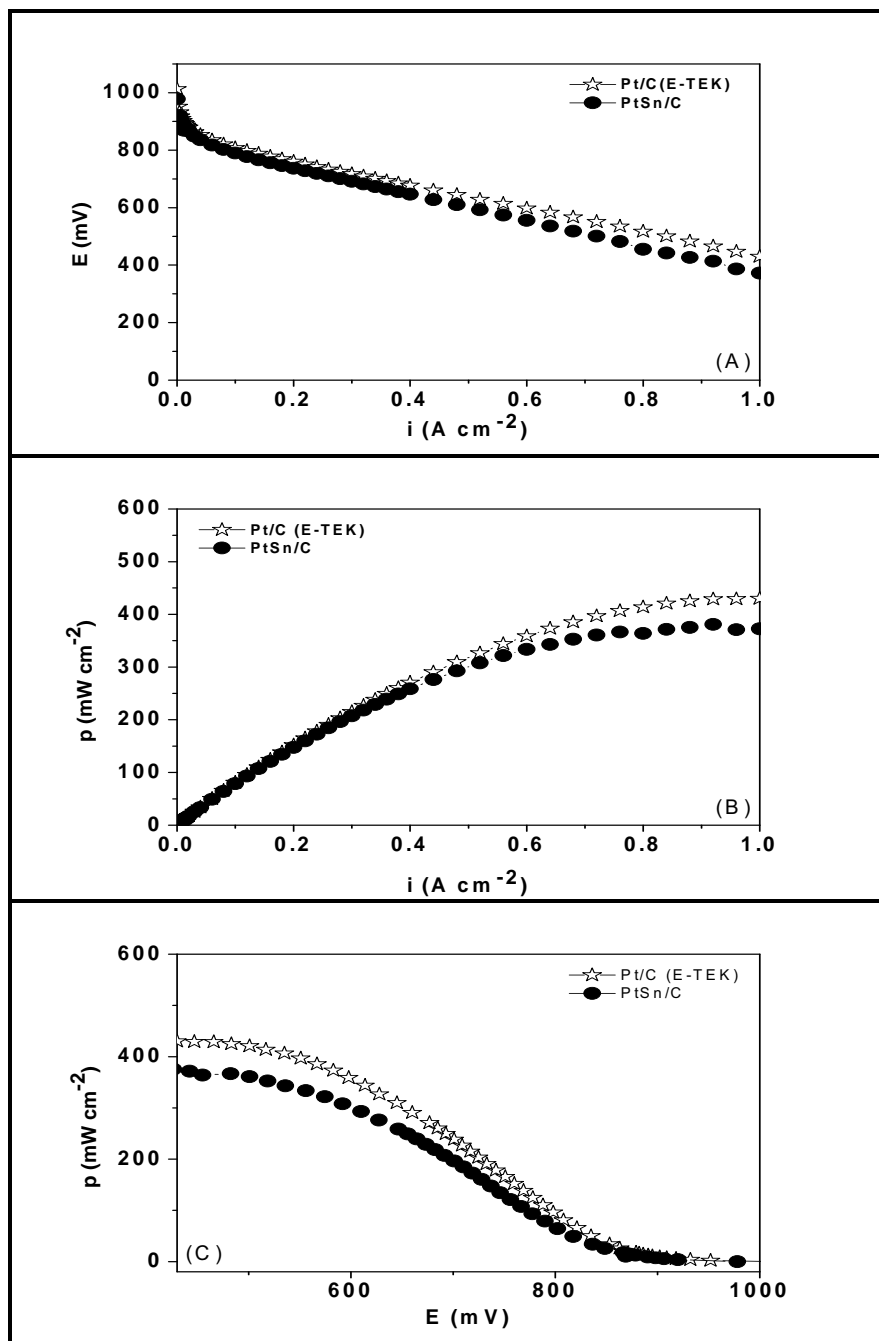 Pt/C(E-TEK)
PtSn/C
1000
800
600
400
200
0
E (mV)
0.0 0.2 0.4 0.6 0.8 1.0
i (A cm⁻²)
(A)
Pt/C (E-TEK)
PtSn/C
600
500
400
300
200
100
0
p (mW cm⁻²)
0.0 0.2 0.4 0.6 0.8 1.0
i (A cm⁻²)
(B)
Pt/C (E-TEK)
PtSn/C
600
400
200
0
p (mW cm⁻²)
600 800 1000
E (mV)
(C)